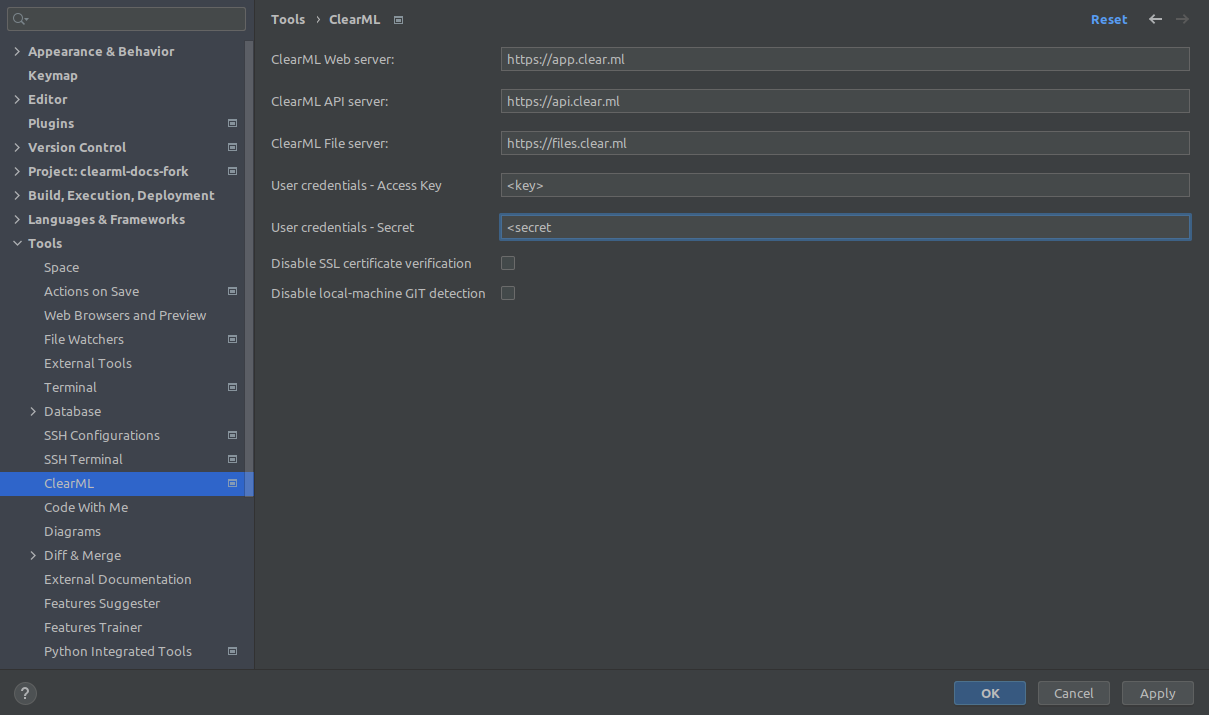 Appearance & Behavior
Keymap
Editor
Plugins
Version Control
Project: clearml-docs-fork
Build, Execution, Deployment
Languages & Frameworks
Tools
Space
Actions on Save
Web Browsers and Preview
File Watchers
External Tools
Terminal
Database
SSH Configurations
SSH Terminal
ClearML
Code With Me
Diagrams
Diff & Merge
External Documentation
Features Suggester
Features Trainer
Python Integrated Tools
Tools › ClearML
Reset
ClearML Web server: https://app.clear.ml
ClearML API server: https://api.clear.ml
ClearML File server: https://files.clear.ml
User credentials - Access Key <key>
User credentials - Secret <secret
Disable SSL certificate verification
Disable local-machine GIT detection
?
OK Cancel Apply